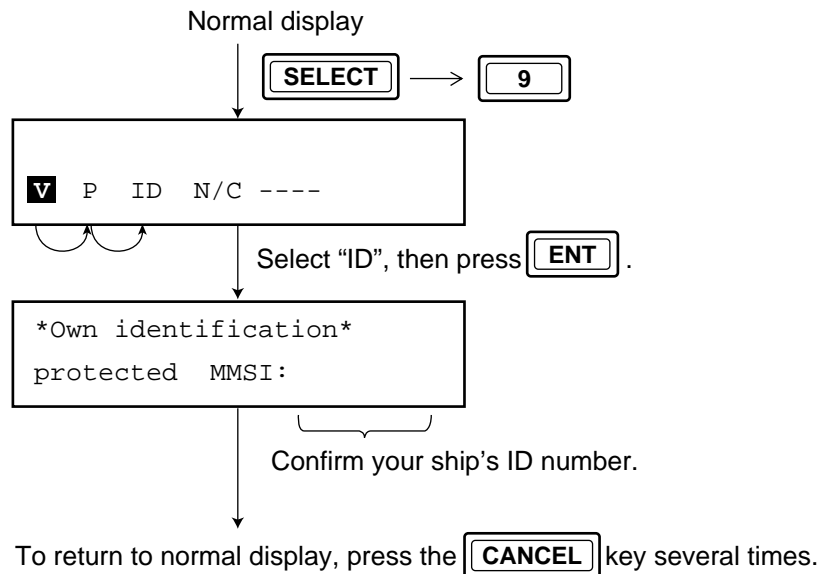 Normal display
SELECT 9
V P ID N/C ----
Select “ID”, then press ENT .
*Own identification*
protected MMSI:
Confirm your ship’s ID number.
To return to normal display, press the CANCEL key several times.